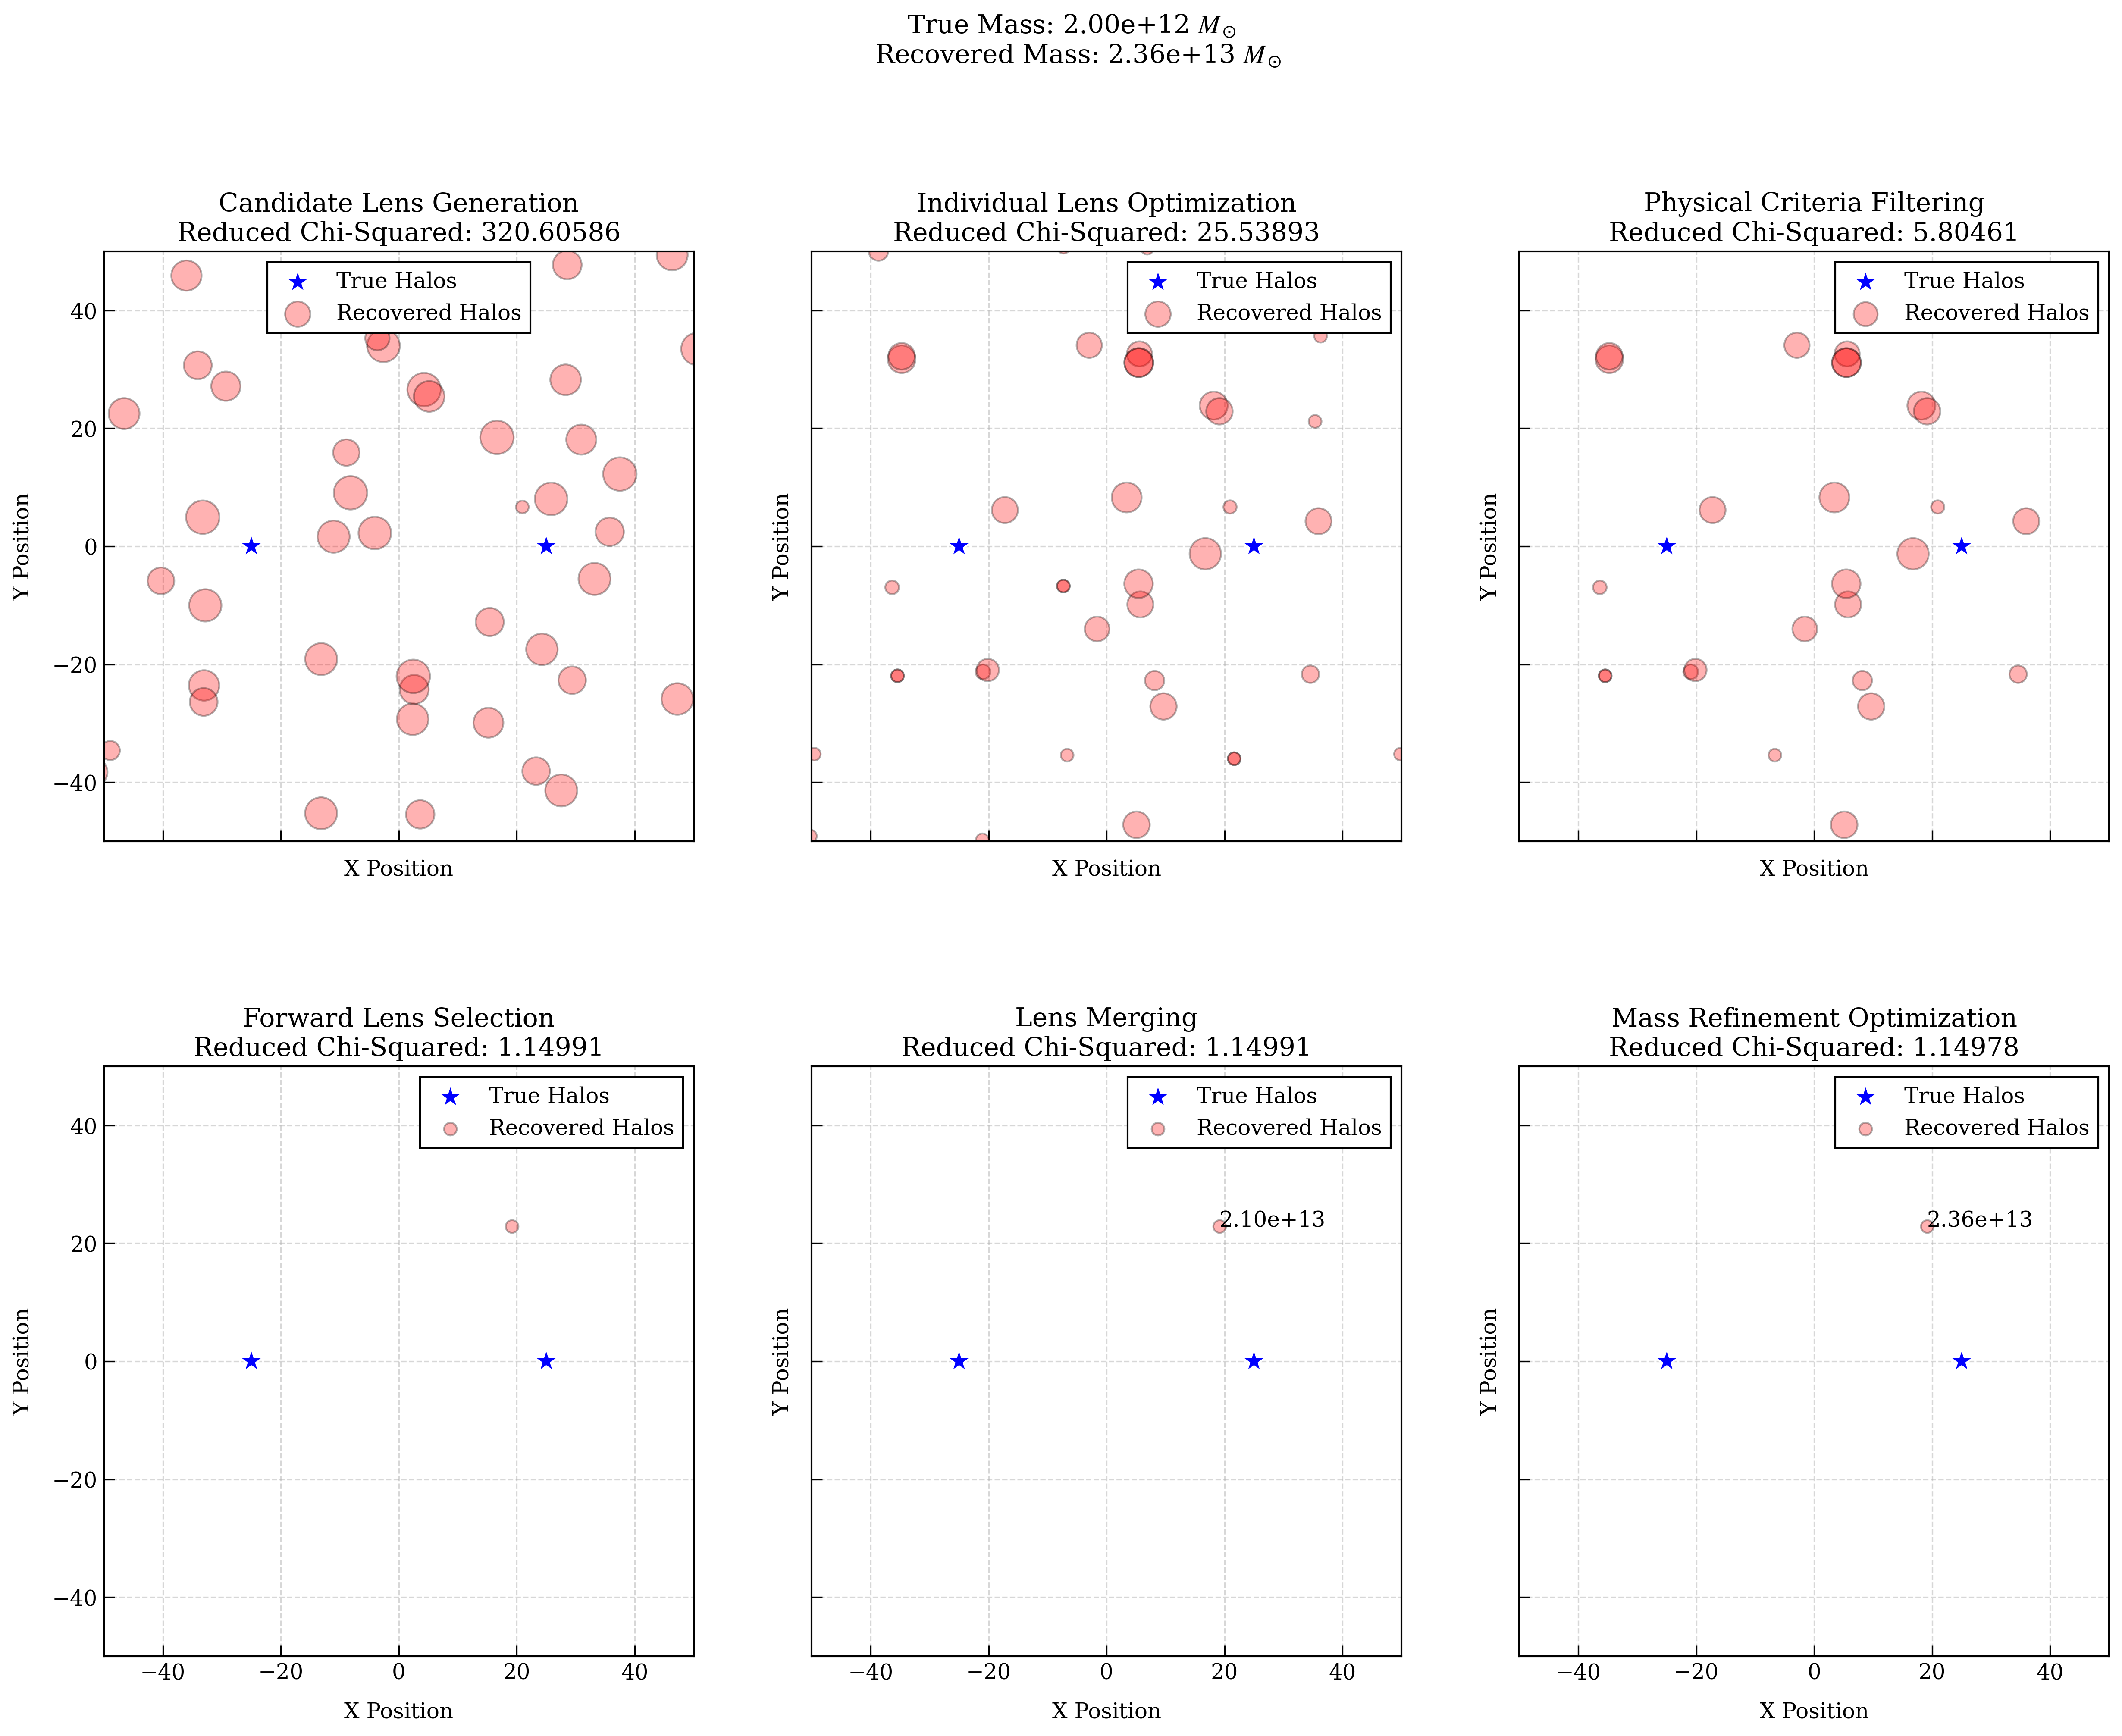 True Mass: 2.00e+12 M⊙
Recovered Mass: 2.36e+13 M⊙
Candidate Lens Generation
Reduced Chi-Squared: 320.60586
True Halos
Recovered Halos
40
20
0
−20
−40
Y Position
X Position
Individual Lens Optimization
Reduced Chi-Squared: 25.53893
True Halos
Recovered Halos
Y Position
X Position
Physical Criteria Filtering
Reduced Chi-Squared: 5.80461
True Halos
Recovered Halos
Y Position
X Position
Forward Lens Selection
Reduced Chi-Squared: 1.14991
True Halos
Recovered Halos
40
20
0
−20
−40
Y Position
−40 −20 0 20 40
X Position
Lens Merging
Reduced Chi-Squared: 1.14991
True Halos
Recovered Halos
2.10e+13
Y Position
−40 −20 0 20 40
X Position
Mass Refinement Optimization
Reduced Chi-Squared: 1.14978
True Halos
Recovered Halos
2.36e+13
Y Position
−40 −20 0 20 40
X Position